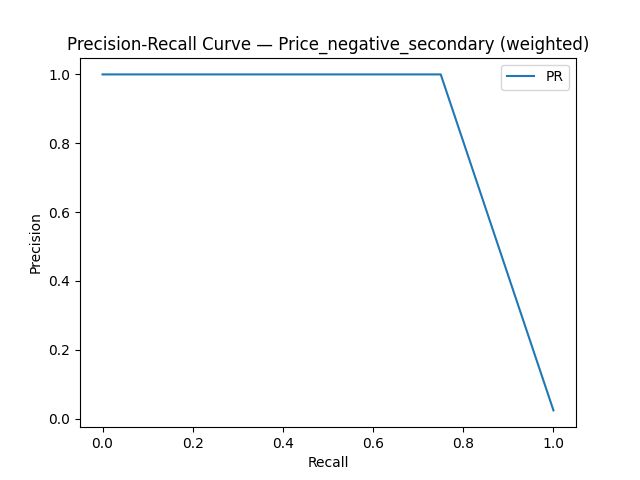 Precision-Recall Curve — Price_negative_secondary (weighted)
PR
1.0
0.8
0.6
0.4
0.2
0.0
Precision
0.0 0.2 0.4 0.6 0.8 1.0
Recall